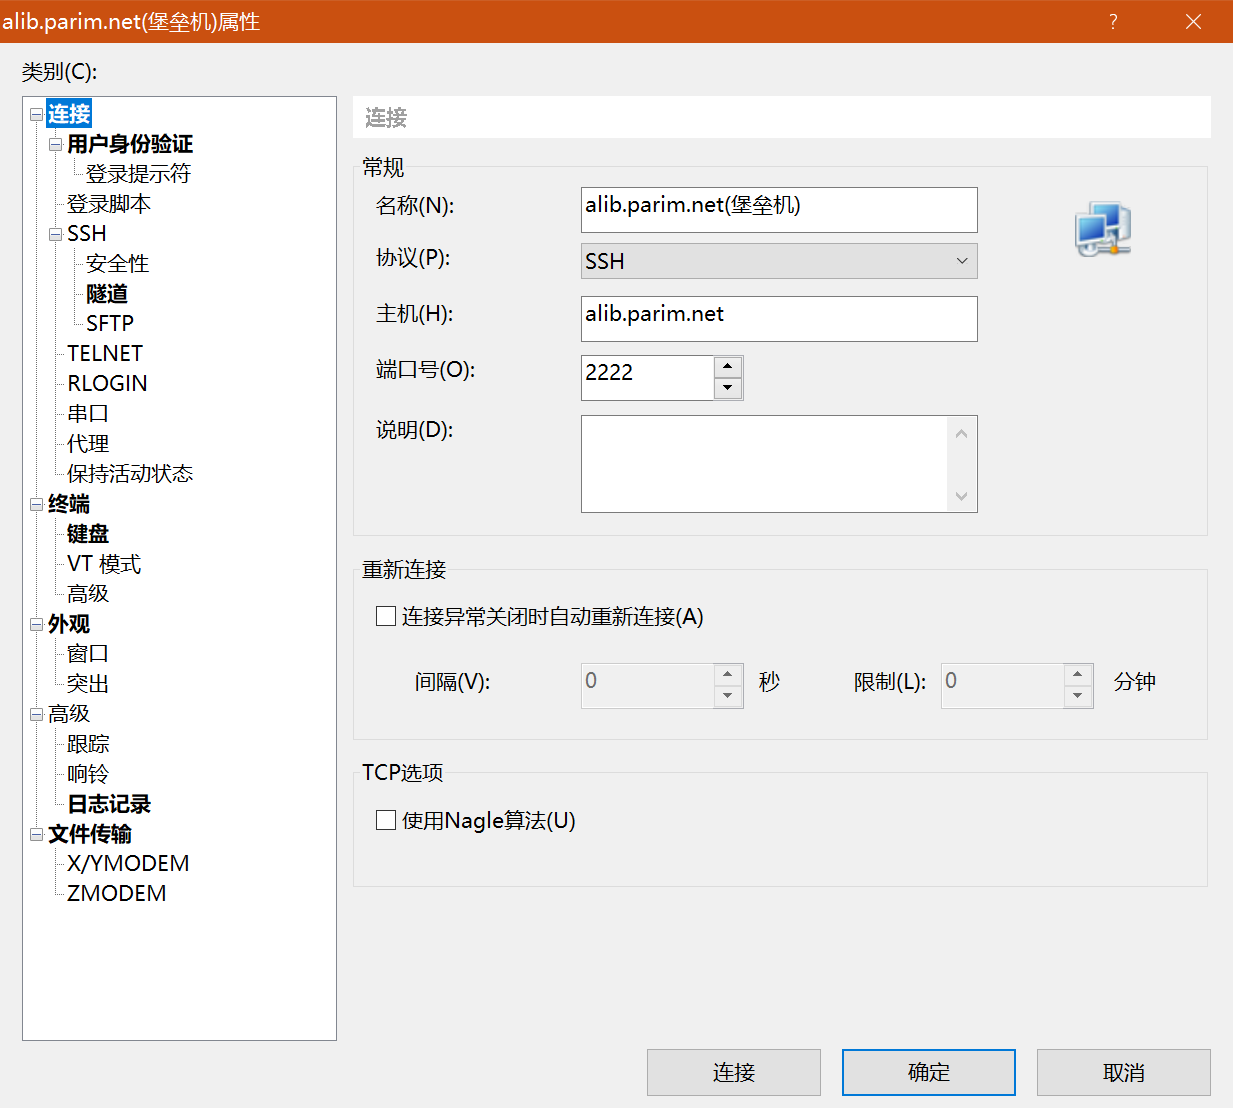 alib.parim.net(堡垒机)属性
?
类别(C):
连接
用户身份验证
登录提示符
登录脚本
SSH
安全性
隧道
SFTP
TELNET
RLOGIN
串口
代理
保持活动状态
终端
键盘
VT 模式
高级
外观
窗口
突出
高级
跟踪
响铃
日志记录
文件传输
X/YMODEM
ZMODEM
连接
常规
名称(N): alib.parim.net(堡垒机)
协议(P): SSH
主机(H): alib.parim.net
端口号(O): 2222
说明(D):
重新连接
连接异常关闭时自动重新连接(A)
间隔(V): 0 秒 限制(L): 0 分钟
TCP选项
使用Nagle算法(U)
连接 确定 取消